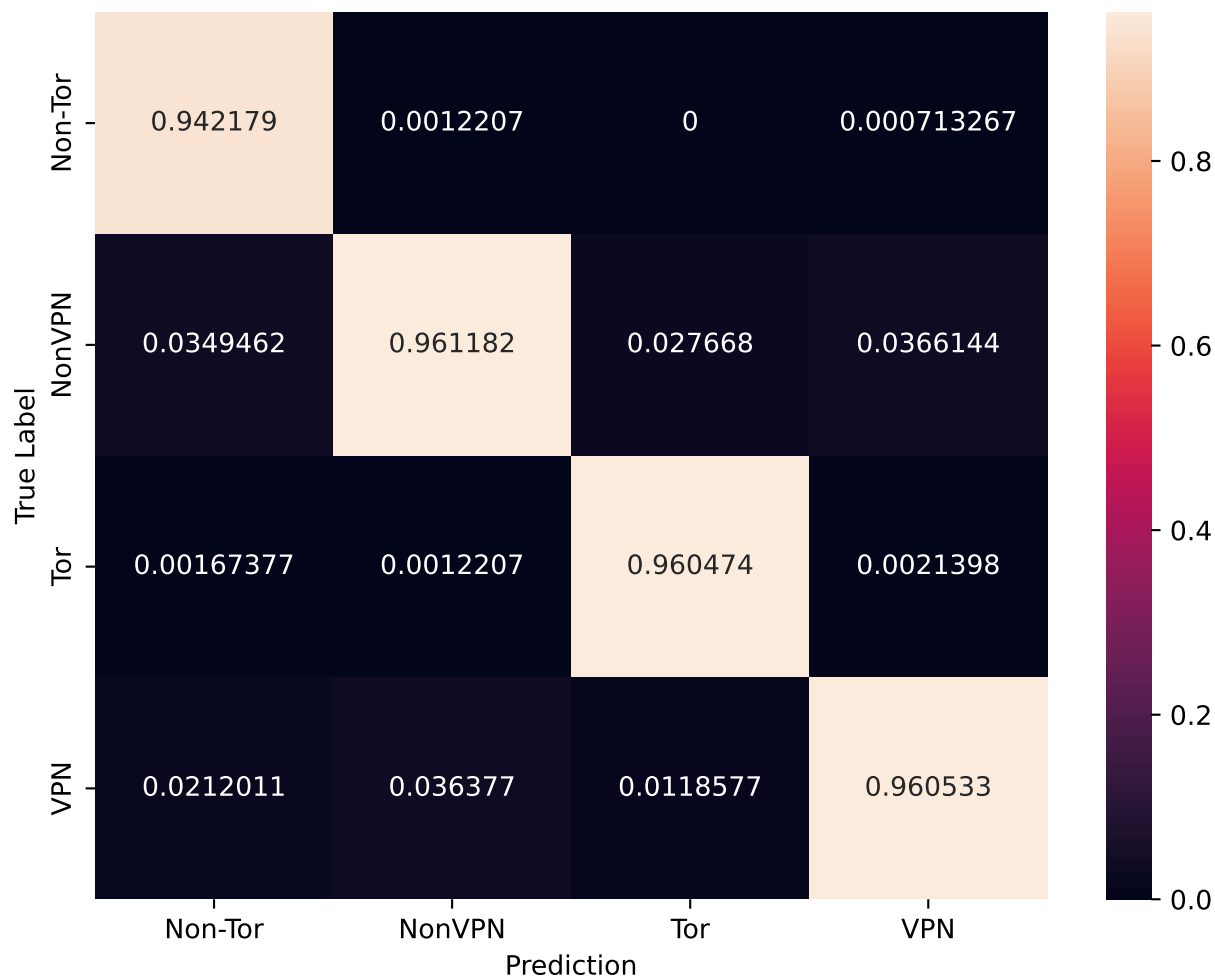 Non-Tor 0.942179 0.0012207 0 0.000713267
NonVPN 0.0349462 0.961182 0.027668 0.0366144
Tor 0.00167377 0.0012207 0.960474 0.0021398
VPN 0.0212011 0.036377 0.0118577 0.960533
True Label
Non-Tor NonVPN Tor VPN
Prediction
0.8
0.6
0.4
0.2
0.0